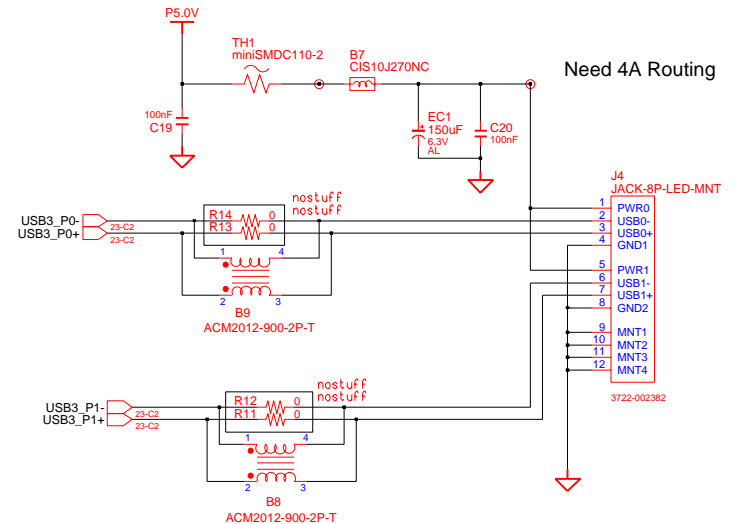 P5.0V
TH1
miniSMDC110-2
B7
CIS10J270NC
Need 4A Routing
100nF
C19
EC1
150uF
6.3V
AL
C20
100nF
J4
JACK-8P-LED-MNT
1 PWR0
2 USB0-
3 USB0+
4 GND1
5 PWR1
6 USB1-
7 USB1+
8 GND2
9 MNT1
10 MNT2
11 MNT3
12 MNT4
3722-002382
nostuff
nostuff
USB3_P0- 23-C2
USB3_P0+ 23-C2
R14 0
R13 0
1 4
2 3
B9
ACM2012-900-2P-T
nostuff
nostuff
USB3_P1- 23-C2
USB3_P1+ 23-C2
R12 0
R11 0
1 4
2 3
B8
ACM2012-900-2P-T